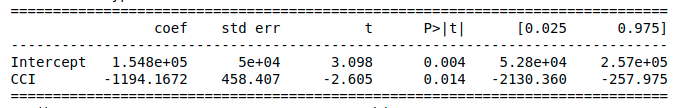 coef std err t P>|t| [0.025 0.975]
Intercept 1.548e+05 5e+04 3.098 0.004 5.28e+04 2.57e+05
CCI -1194.1672 458.407 -2.605 0.014 -2130.360 -257.975